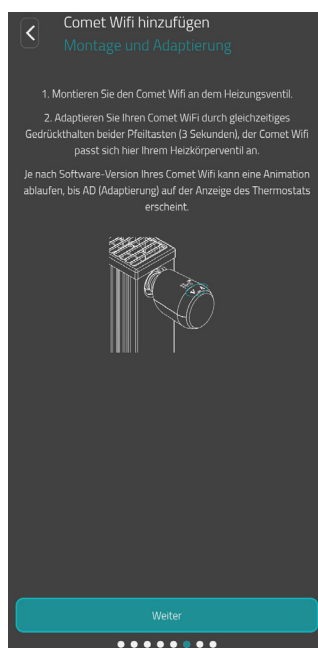 Comet Wifi hinzufügen
Montage und Adaptierung
1. Montieren Sie den Comet Wifi an dem Heizungsventil.
2. Adaptieren Sie Ihren Comet WiFi durch gleichzeitiges
Gedrückthalten beider Pfeiltasten (3 Sekunden), der Comet Wifi
passt sich hier Ihrem Heizkörperventil an.
Je nach Software-Version Ihres Comet Wifi kann eine Animation
ablaufen, bis AD (Adaptierung) auf der Anzeige des Thermostats
erscheint.
Weiter